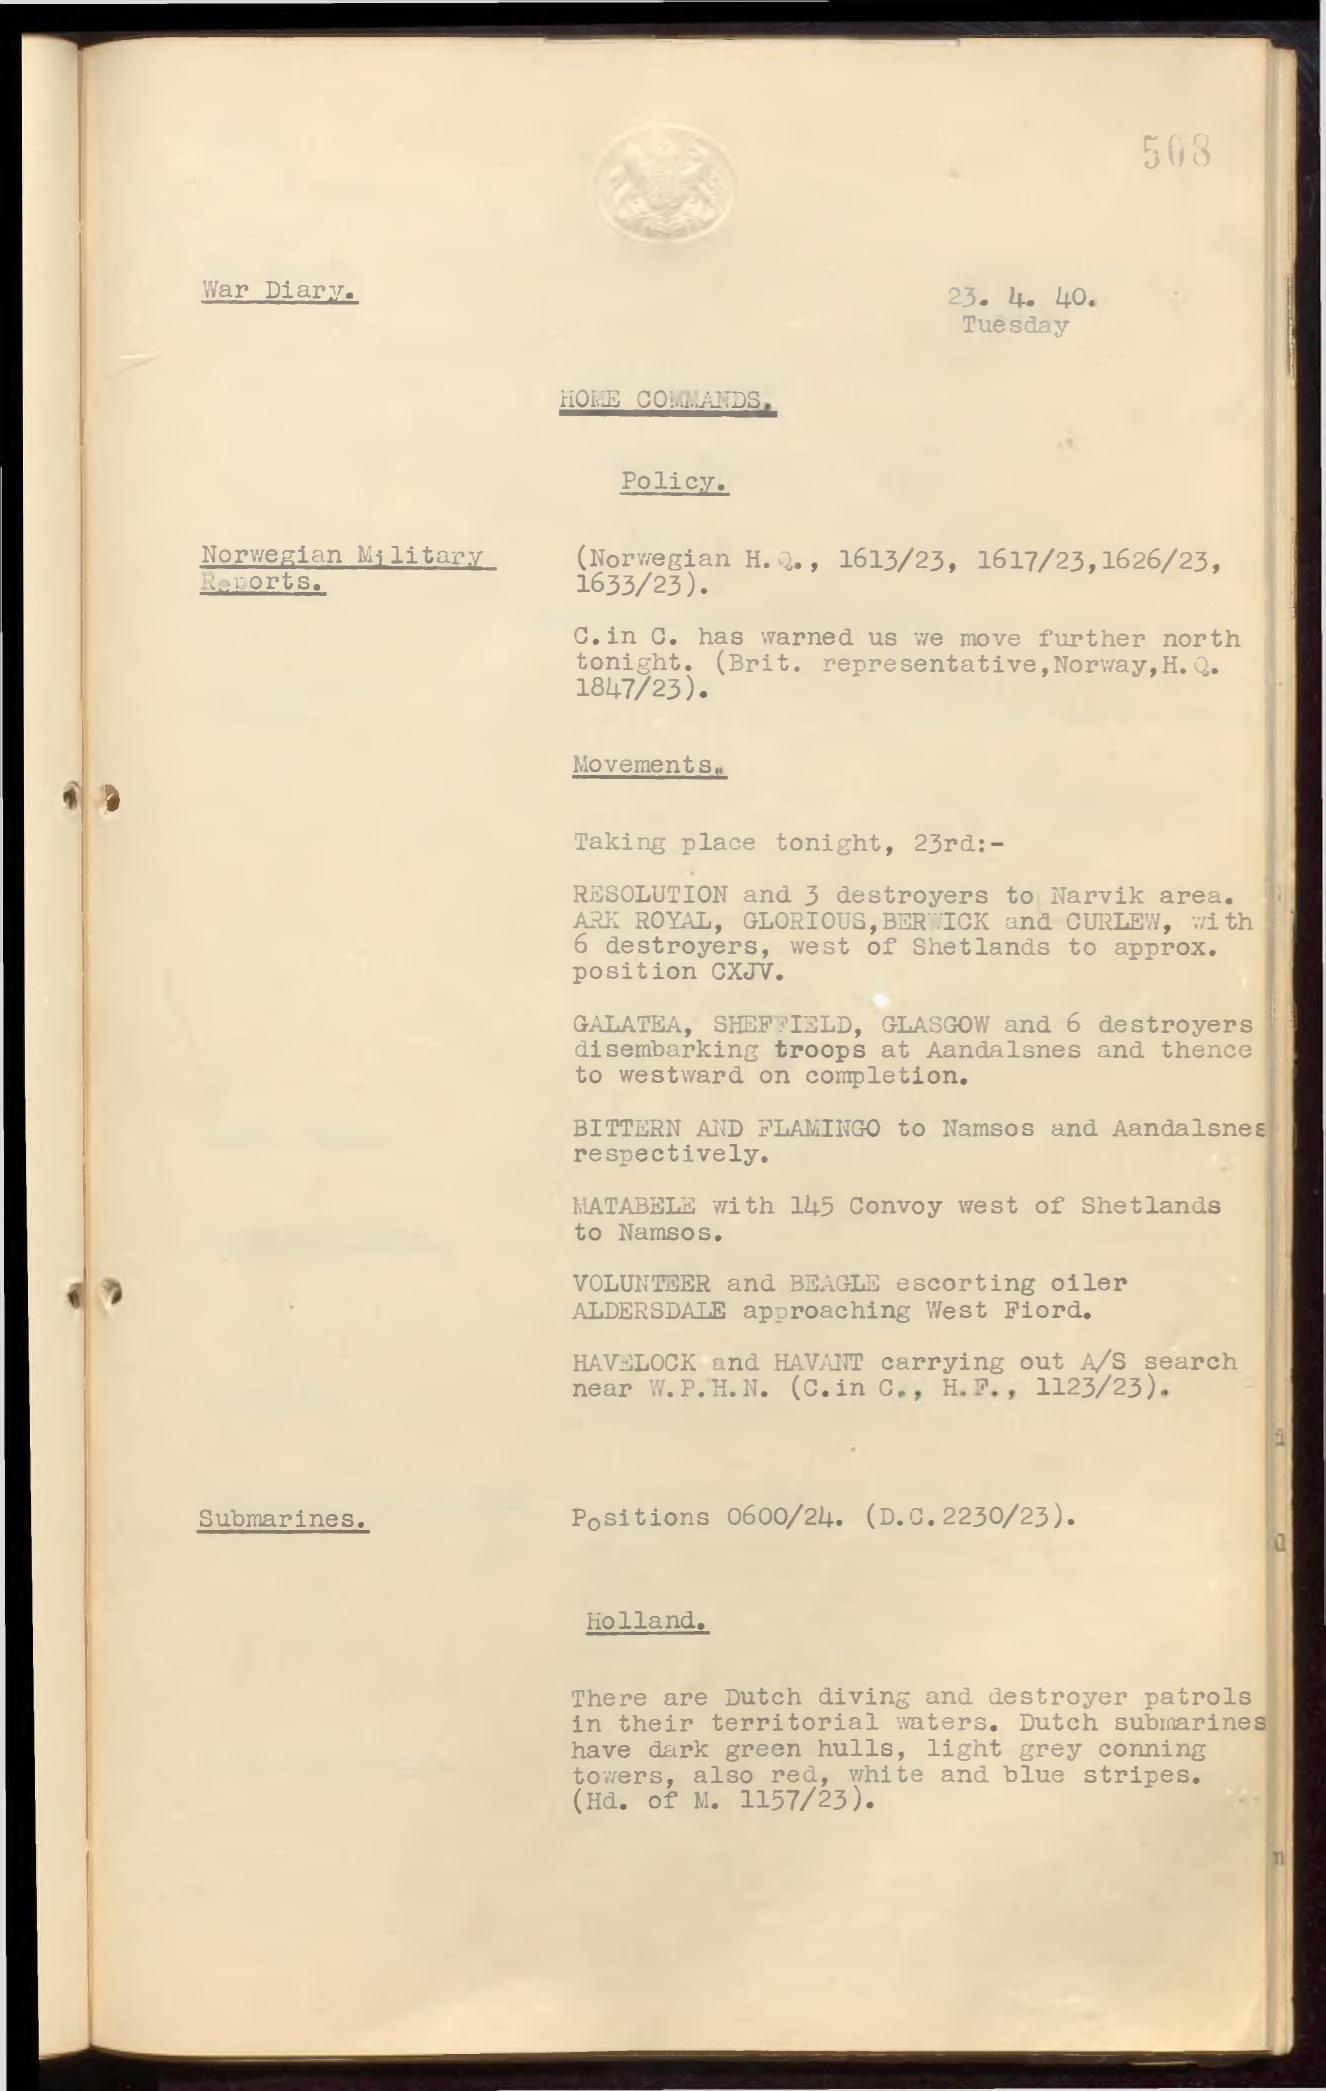 508
War Diary.
23. 4. 40.
Tuesday
HOME COMMANDS.
Policy.
Norwegian Military
Reports.
(Norwegian H.Q., 1613/23, 1617/23,1626/23,
1633/23).
C.in C. has warned us we move further north
tonight. (Brit. representative,Norway,H.Q.
1847/23).
Movements.
Taking place tonight, 23rd:-
RESOLUTION and 3 destroyers to Narvik area.
ARK ROYAL, GLORIOUS,BERWICK and CURLEW, with
6 destroyers, west of Shetlands to approx.
position CXJV.
GALATEA, SHEFFIELD, GLASGOW and 6 destroyers
disembarking troops at Aandalsnes and thence
to westward on completion.
BITTERN AND FLAMINGO to Namsos and Aandalsnes
respectively.
MATABELE with 145 Convoy west of Shetlands
to Namsos.
VOLUNTEER and BEAGLE escorting oiler
ALDERSDALE approaching West Fiord.
HAVELOCK and HAVANT carrying out A/S search
near W.P.H.N. (C.in C., H.F., 1123/23).
Submarines.
Positions 0600/24. (D.C.2230/23).
Holland.
There are Dutch diving and destroyer patrols
in their territorial waters. Dutch submarines
have dark green hulls, light grey conning
towers, also red, white and blue stripes.
(Hd. of M. 1157/23).